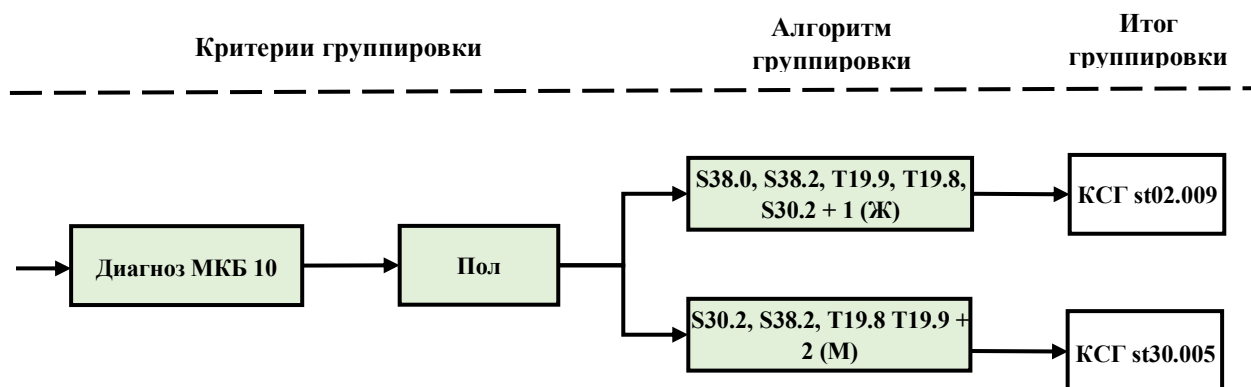 Критерии группировки
Алгоритм
группировки
Итог
группировки
Диагноз МКБ 10
Пол
S38.0, S38.2, T19.9, T19.8,
S30.2 + 1 (Ж)
КСГ st02.009
S30.2, S38.2, T19.8 T19.9 +
2 (М)
КСГ st30.005